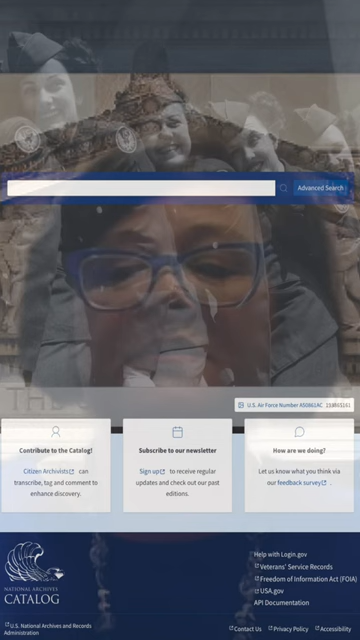 Advanced Search
U.S. Air Force Number A50861AC
Contribute to the Catalog!
Citizen Archivists can
transcribe, tag and comment to
enhance discovery.
Subscribe to our newsletter
Sign up to receive regular
updates and check out our past
editions.
How are we doing?
Let us know what you think via
our feedback survey.
NATIONAL ARCHIVES
CATALOG
Help with Login.gov
Veterans' Service Records
Freedom of Information Act (FOIA)
USA.gov
API Documentation
U.S. National Archives and Records
Administration
Contact Us Privacy Policy Accessibility